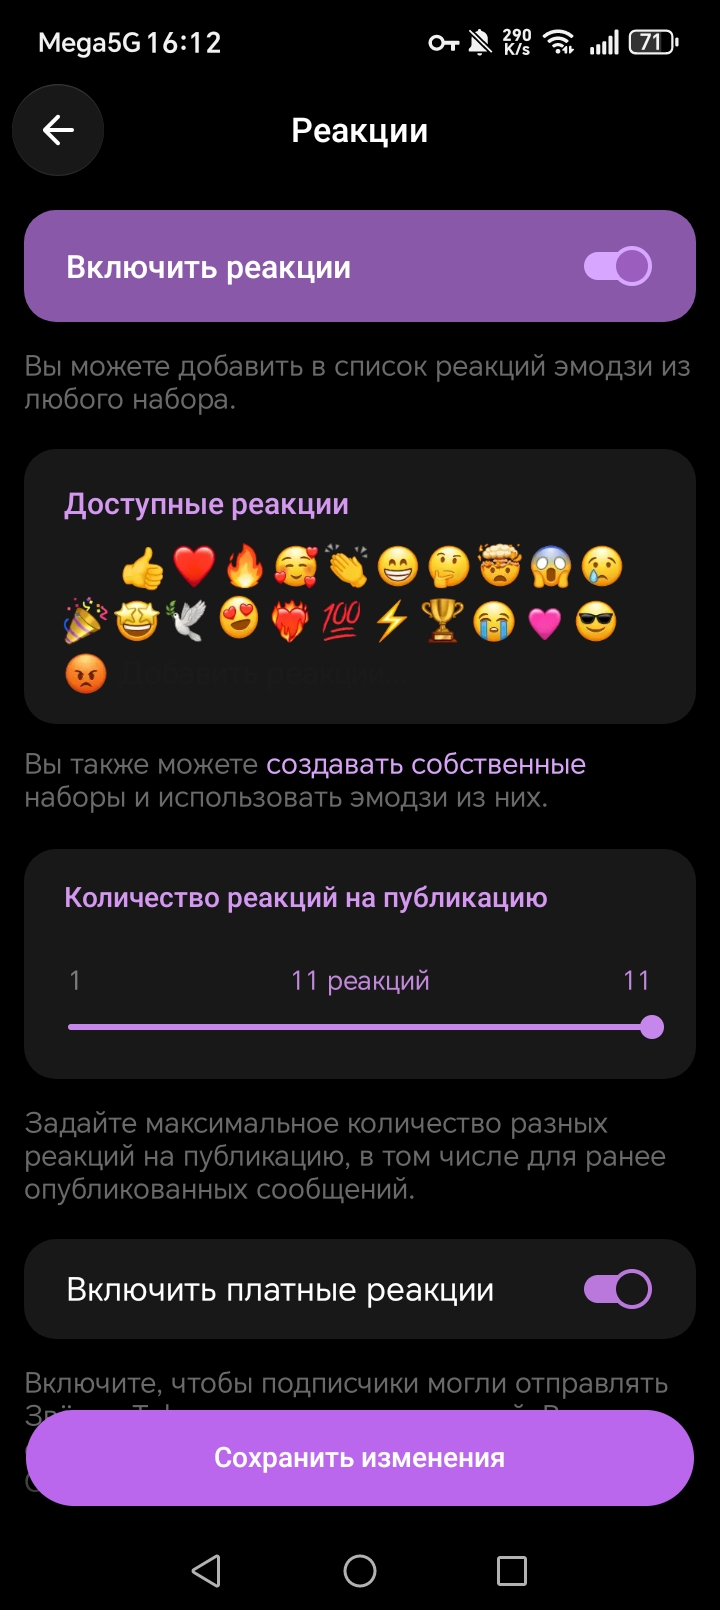 Mega5G 16:12 290 K/s 71
Реакции
Включить реакции
Вы можете добавить в список реакций эмодзи из
любого набора.
Доступные реакции
100
Добавить реакции
Вы также можете создавать собственные
наборы и использовать эмодзи из них.
Количество реакций на публикацию
1 11 реакций 11
Задайте максимальное количество разных
реакций на публикацию, в том числе для ранее
опубликованных сообщений.
Включить платные реакции
Включите, чтобы подписчики могли отправлять
Сохранить изменения